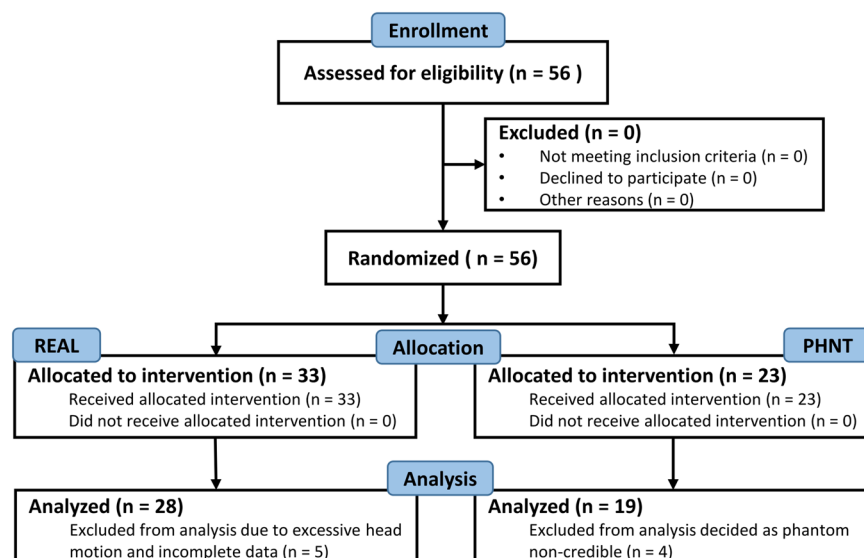 Enrollment
Assessed for eligibility (n = 56 )
Excluded (n = 0)
• Not meeting inclusion criteria (n = 0)
• Declined to participate (n = 0)
• Other reasons (n = 0)
Randomized ( n = 56)
REAL
Allocation
PHNT
Allocated to intervention (n = 33)
Received allocated intervention (n = 33)
Did not receive allocated intervention (n = 0)
Allocated to intervention (n = 23)
Received allocated intervention (n = 23)
Did not receive allocated intervention (n = 0)
Analysis
Analyzed (n = 28)
Excluded from analysis due to excessive head
motion and incomplete data (n = 5)
Analyzed (n = 19)
Excluded from analysis decided as phantom
non-credible (n = 4)